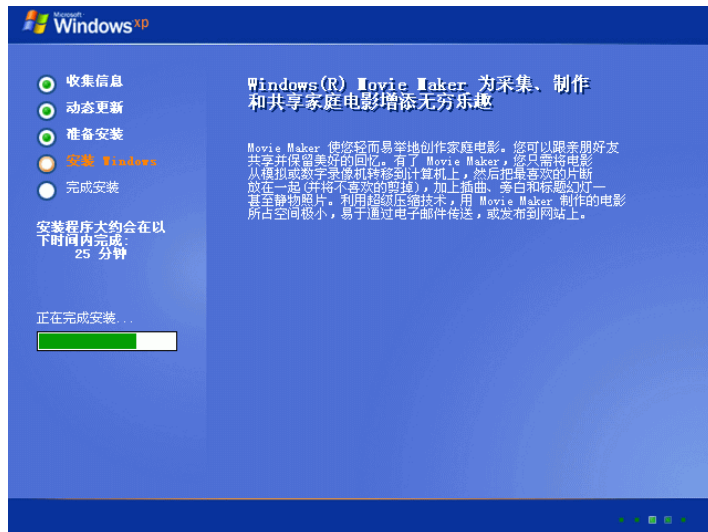 Microsoft
Windows xp
收集信息
动态更新
准备安装
安装 Windows
完成安装
安装程序大约会在以
下时间内完成:
25 分钟
正在完成安装...
Windows(R) Movie Maker 为采集、制作
和共享家庭电影增添无穷乐趣
Movie Maker 使您轻而易举地创作家庭电影。您可以跟亲朋好友
共享并保留美好的回忆。有了 Movie Maker，您只需将电影
从模拟或数字录像机转移到计算机上，然后把最喜欢的片断
放在一起(并将不喜欢的剪掉)，加上插曲、旁白和标题幻灯一
甚至静物照片。利用超级压缩技术，用 Movie Maker 制作的电影
所占空间极小，易于通过电子邮件传送，或发布到网站上。